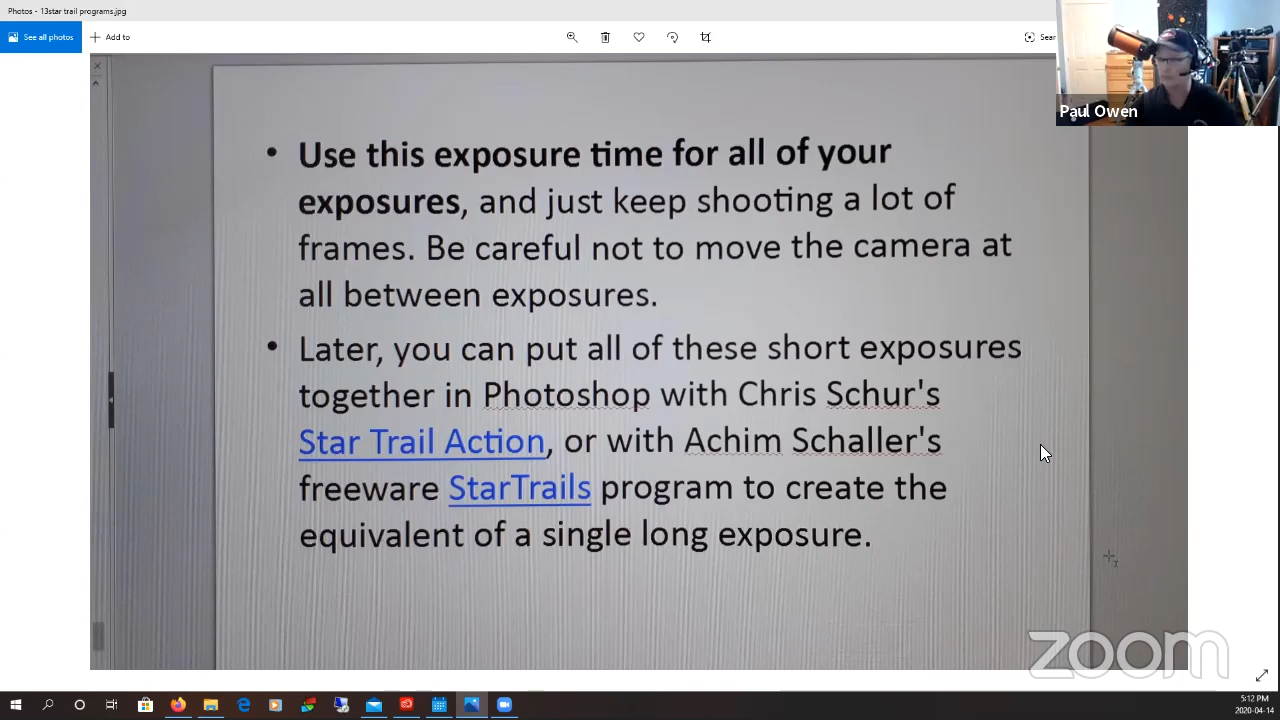 Photos - 13star trail programs.jpg
See all photos
Add to
Sear
Paul Owen
• Use this exposure time for all of your
exposures, and just keep shooting a lot of
frames. Be careful not to move the camera at
all between exposures.
• Later, you can put all of these short exposures
together in Photoshop with Chris Schur's
Star Trail Action, or with Achim Schaller's
freeware StarTrails program to create the
equivalent of a single long exposure.
zoom
5:12 PM
2020-04-14